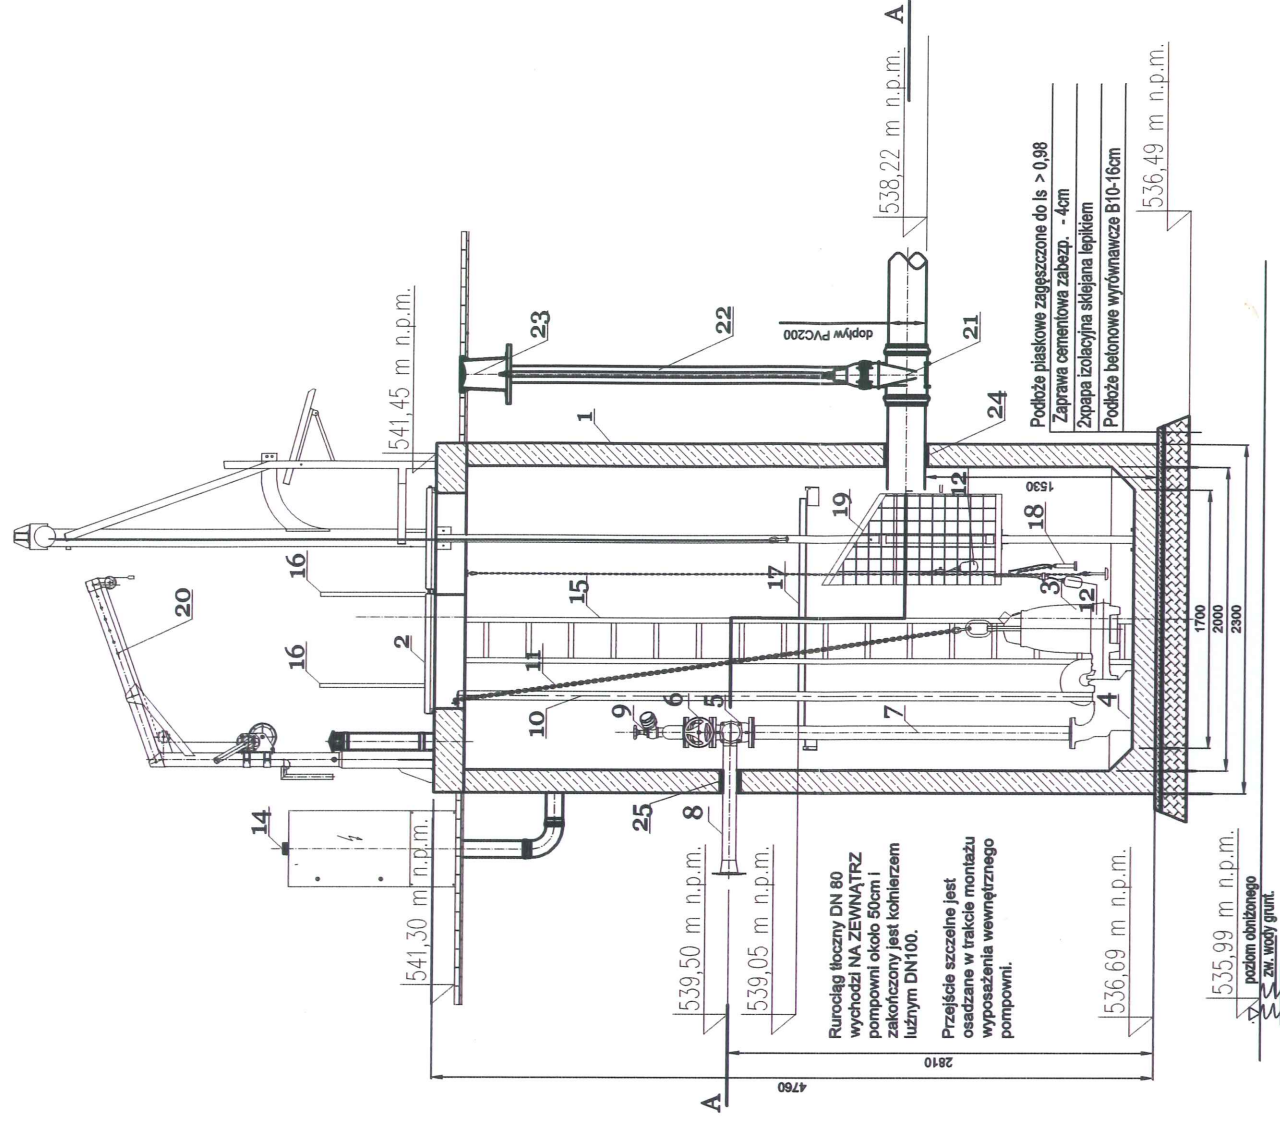 A
538,22 m n.p.m.
536,49 m n.p.m.
541,45 m n.p.m.
Podłoże piaskowe zagęszczone do Is > 0,98
Zaprawa cementowa zabezp. - 4cm
2xpapa izolacyjna sklejana lepikiem
Podłoże betonowe wyrównawcze B10-16cm
23
22
dopływ PVC200
21
1
24
1530
12
19
18
16
20
17
15
3
12
2
16
11
10
6
5
9
7
4
1700
2000
2300
14
25
8
541,30 m n.p.m.
539,50 m n.p.m.
539,05 m n.p.m.
Rurociąg tłoczny DN 80
wychodzi NA ZEWNĄTRZ
pompowni około 50cm i
zakończony jest kołnierzem
luźnym DN100.
Przejście szczelne jest
osadzane w trakcie montażu
wyposażenia wewnętrznego
pompowni.
536,69 m n.p.m.
535,99 m n.p.m.
poziom obniżonego
zw. wody grunt.
2810
4760
A